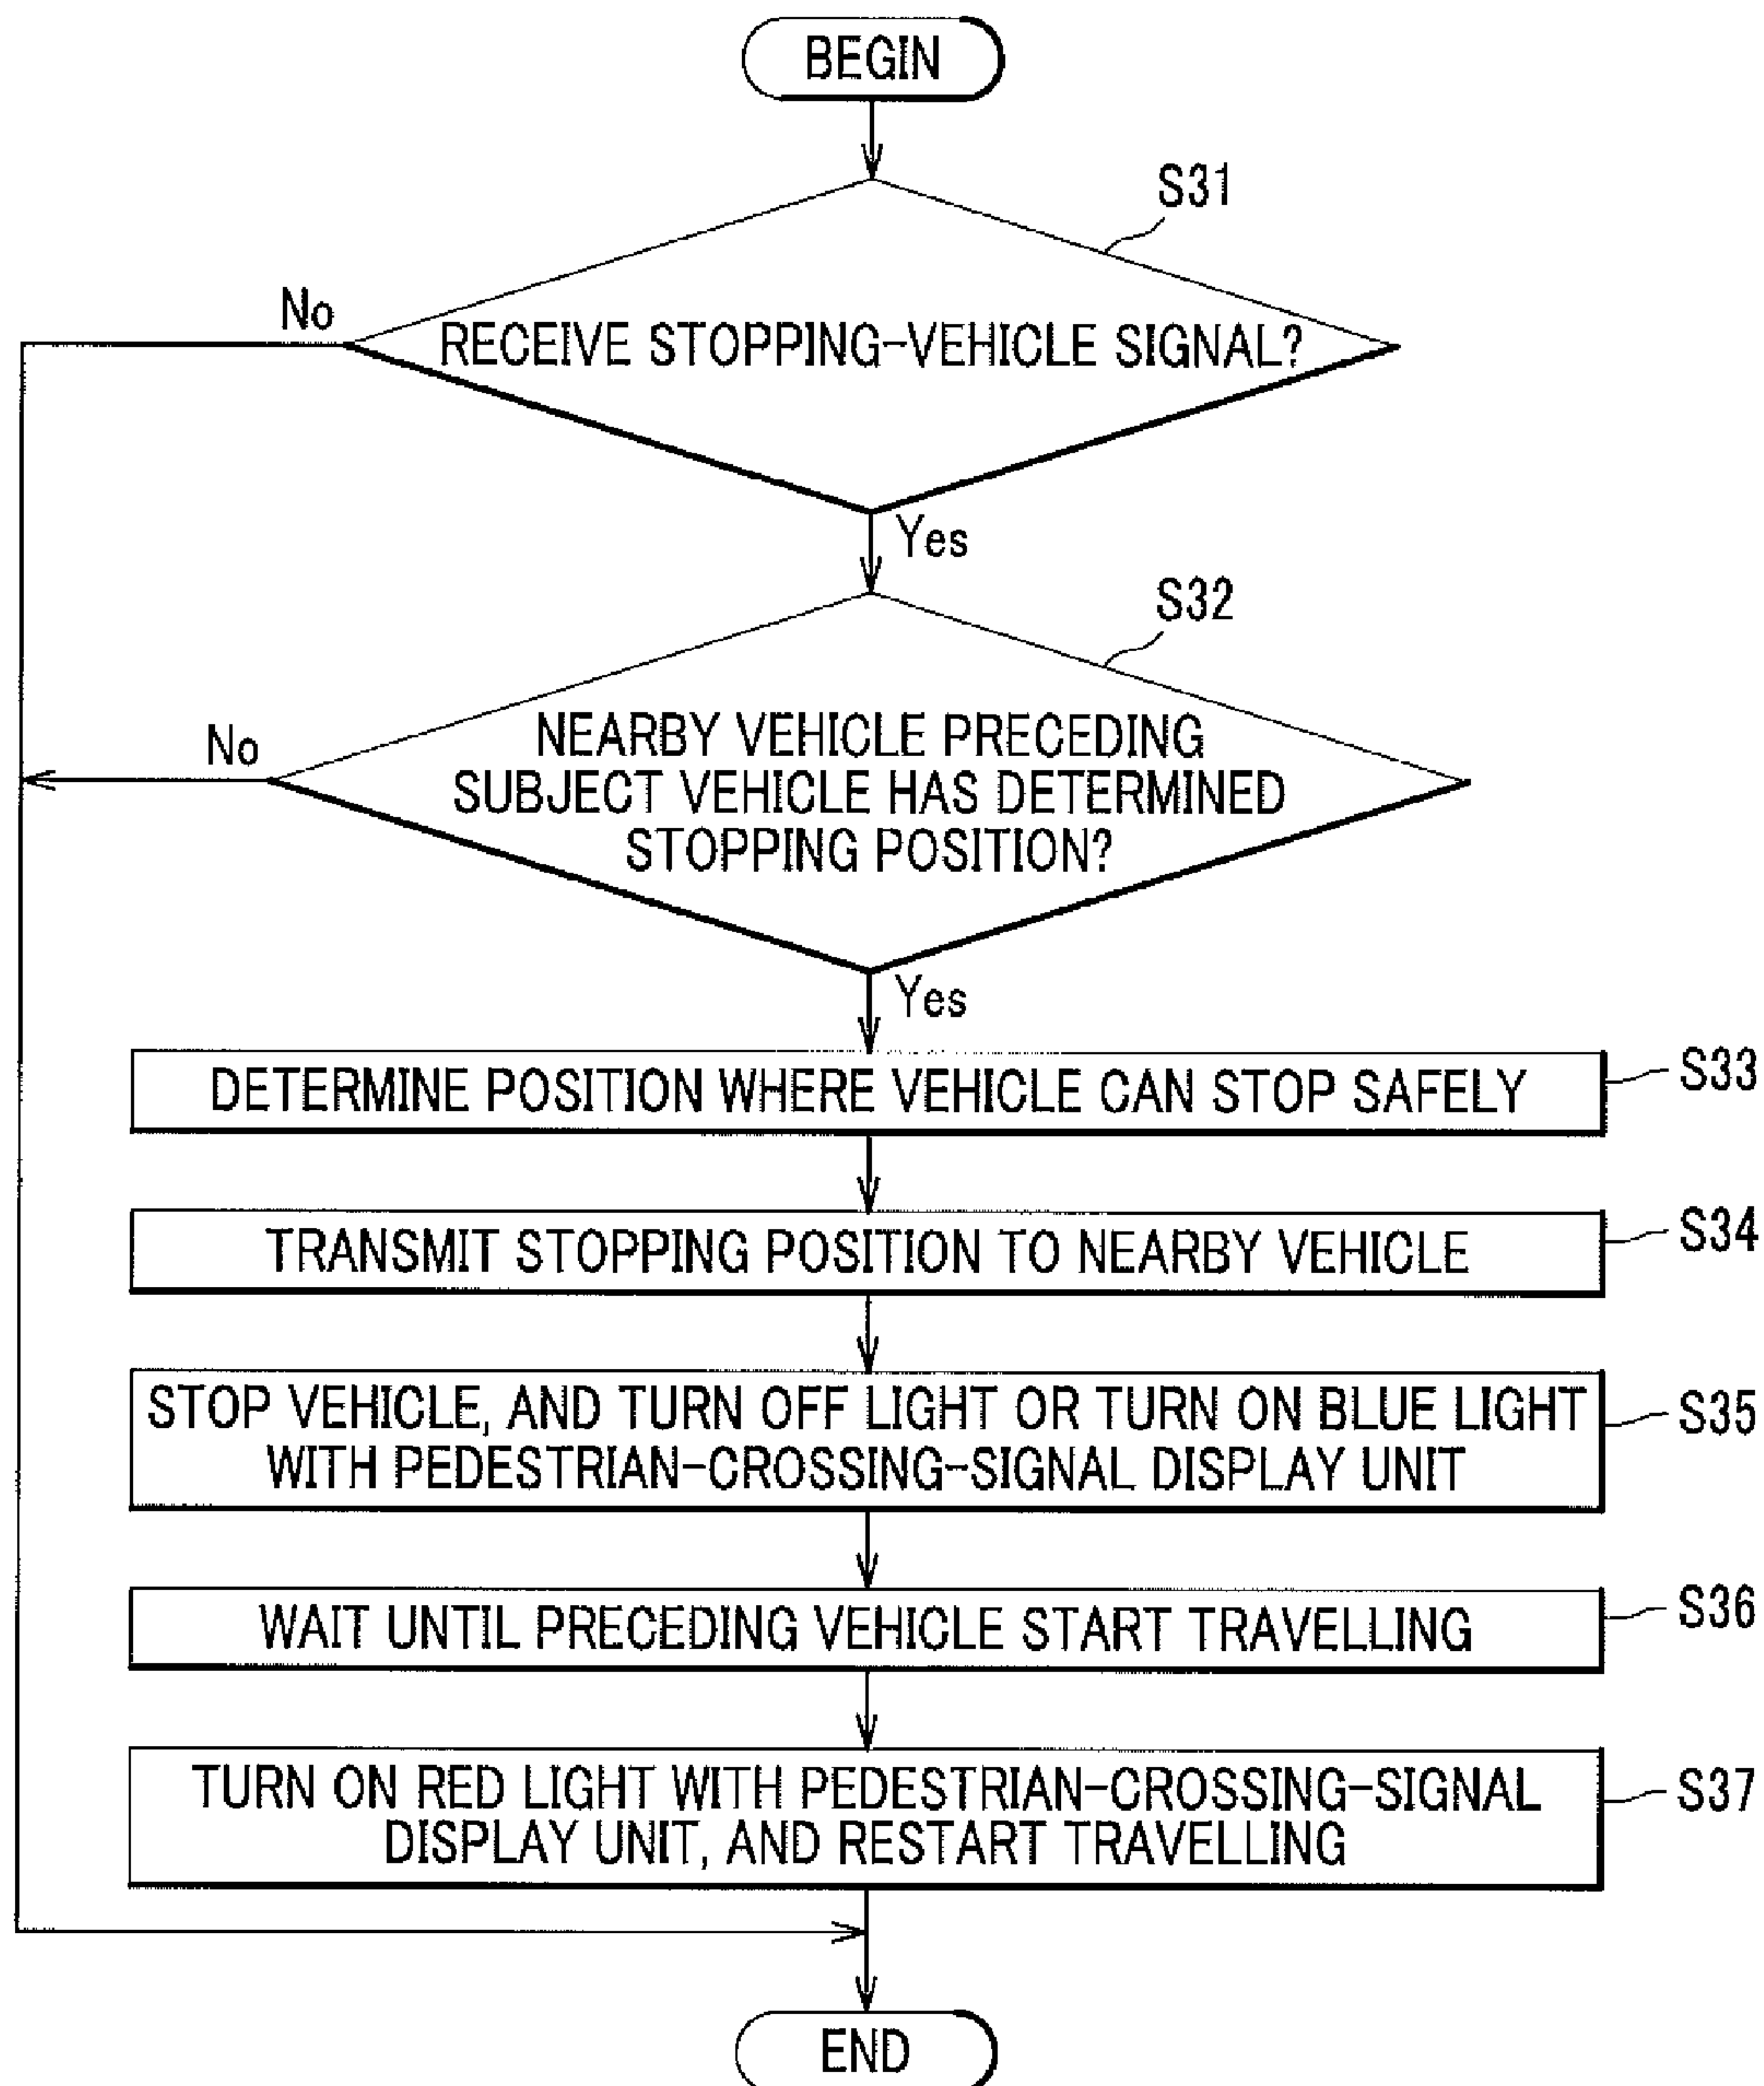 BEGIN
S31
No
RECEIVE STOPPING-VEHICLE SIGNAL?
Yes
S32
No
NEARBY VEHICLE PRECEDING
SUBJECT VEHICLE HAS DETERMINED
STOPPING POSITION?
Yes
DETERMINE POSITION WHERE VEHICLE CAN STOP SAFELY
S33
TRANSMIT STOPPING POSITION TO NEARBY VEHICLE
S34
STOP VEHICLE, AND TURN OFF LIGHT OR TURN ON BLUE LIGHT
WITH PEDESTRIAN-CROSSING-SIGNAL DISPLAY UNIT
S35
WAIT UNTIL PRECEDING VEHICLE START TRAVELLING
S36
TURN ON RED LIGHT WITH PEDESTRIAN-CROSSING-SIGNAL
DISPLAY UNIT, AND RESTART TRAVELLING
S37
END